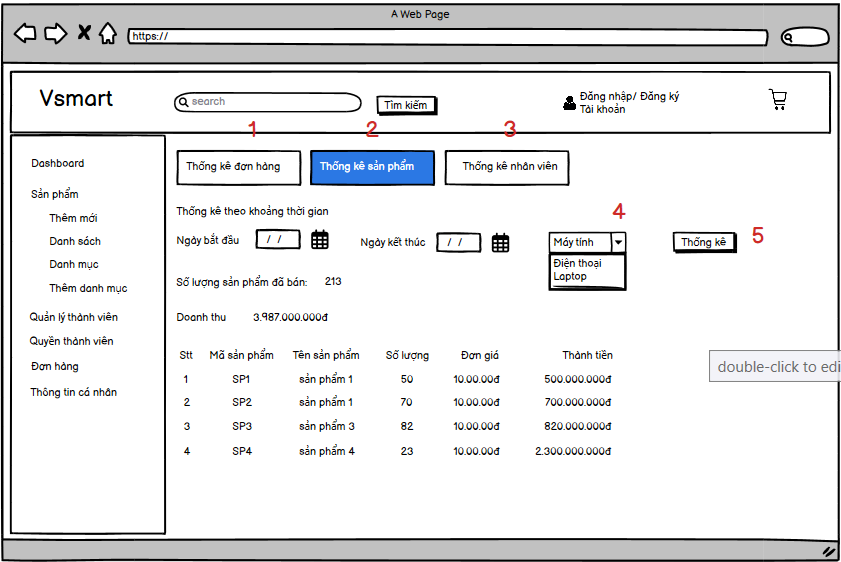 A Web Page
https://
Vsmart
search
Tìm kiếm
Đăng nhập/ Đăng ký
Tài khoản
1
2
3
Dashboard
Sản phẩm
Thêm mới
Danh sách
Danh mục
Thêm danh mục
Quản lý thành viên
Quyền thành viên
Đơn hàng
Thông tin cá nhân
Thống kê đơn hàng
Thống kê sản phẩm
Thống kê nhân viên
Thống kê theo khoảng thời gian
4
Ngày bắt đầu / / Ngày kết thúc / / Máy tính Thống kê 5
Điện thoại
Laptop
Số lượng sản phẩm đã bán: 213
Doanh thu 3.987.000.000đ
Stt Mã sản phẩm Tên sản phẩm Số lượng Đơn giá Thành tiền
1 SP1 sản phẩm 1 50 10.00.00đ 500.000.000đ
2 SP2 sản phẩm 1 70 10.00.00đ 700.000.000đ
3 SP3 sản phẩm 3 82 10.00.00đ 820.000.000đ
4 SP4 sản phẩm 4 23 10.00.00đ 2.300.000.000đ
double-click to edi